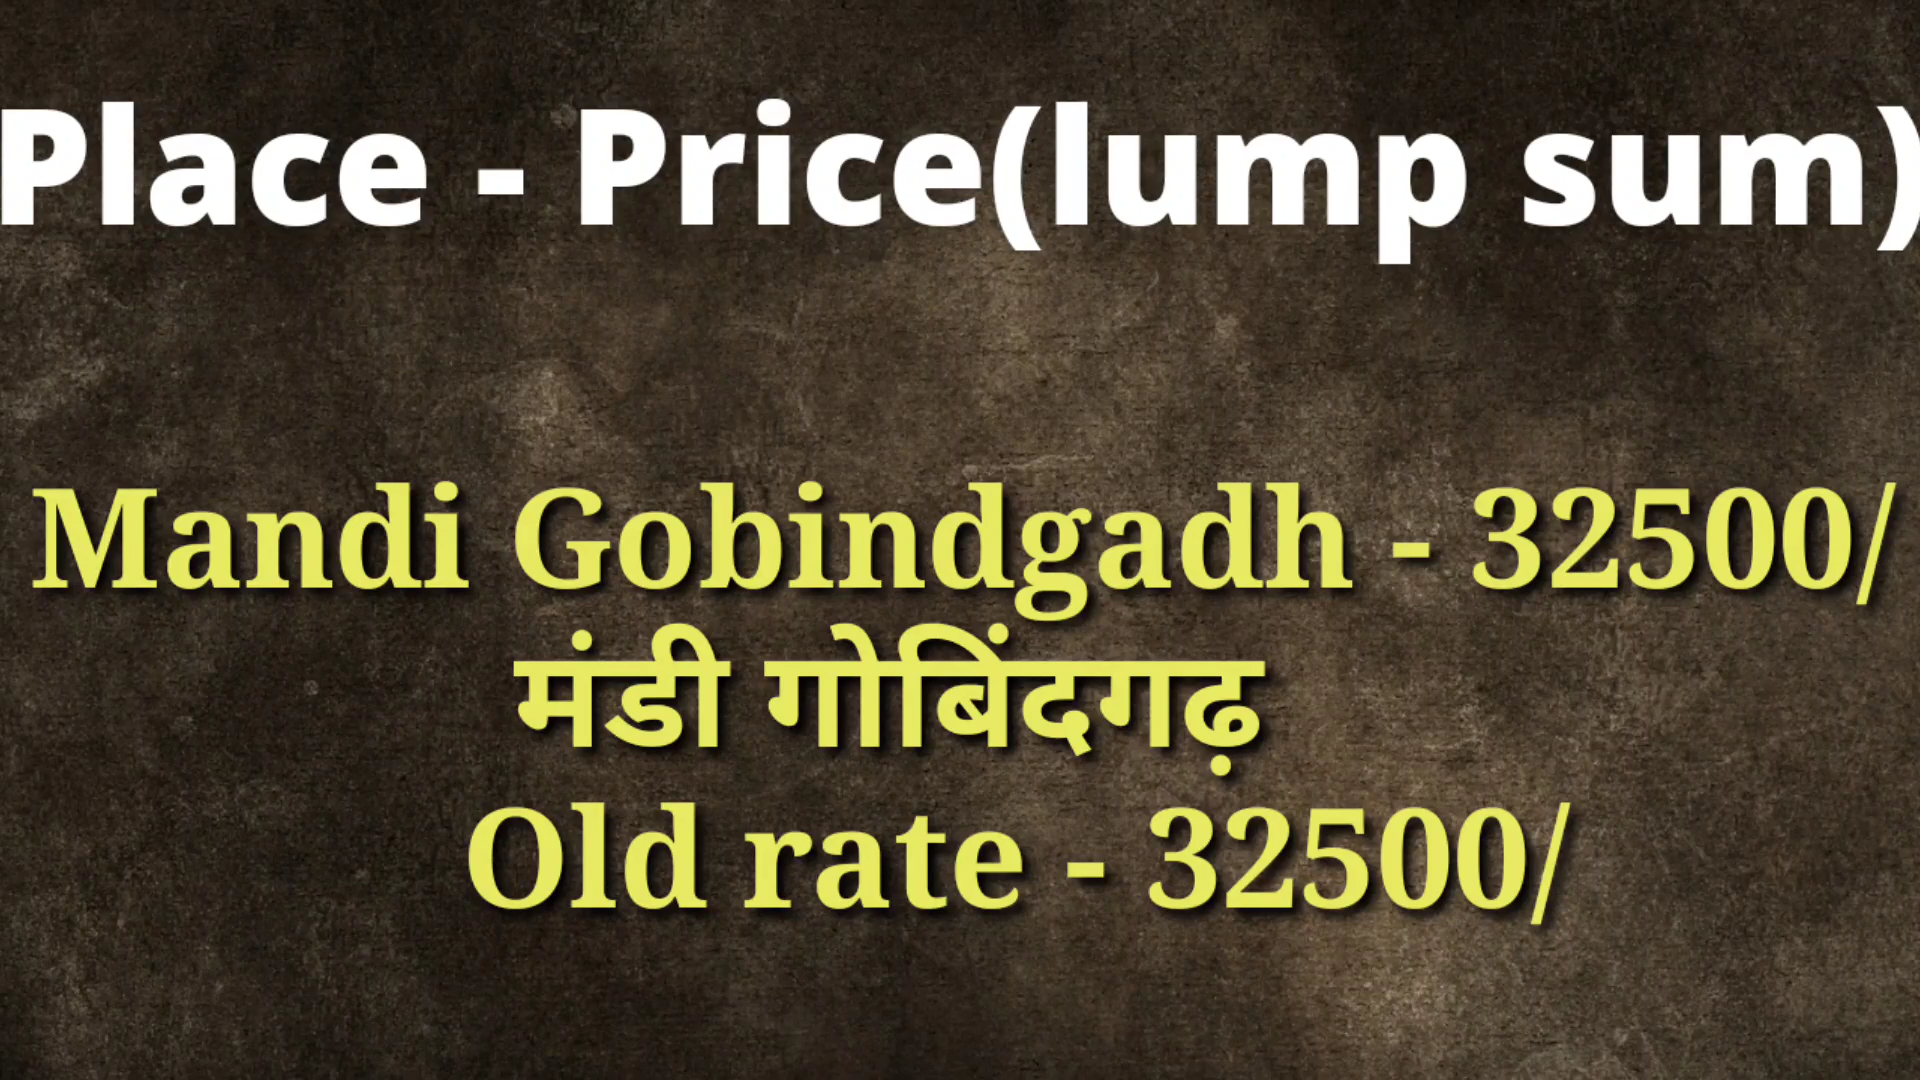 Place - Price(lump sum)
Mandi Gobindgadh - 32500/
मंडी गोबिंदगढ़
Old rate - 32500/